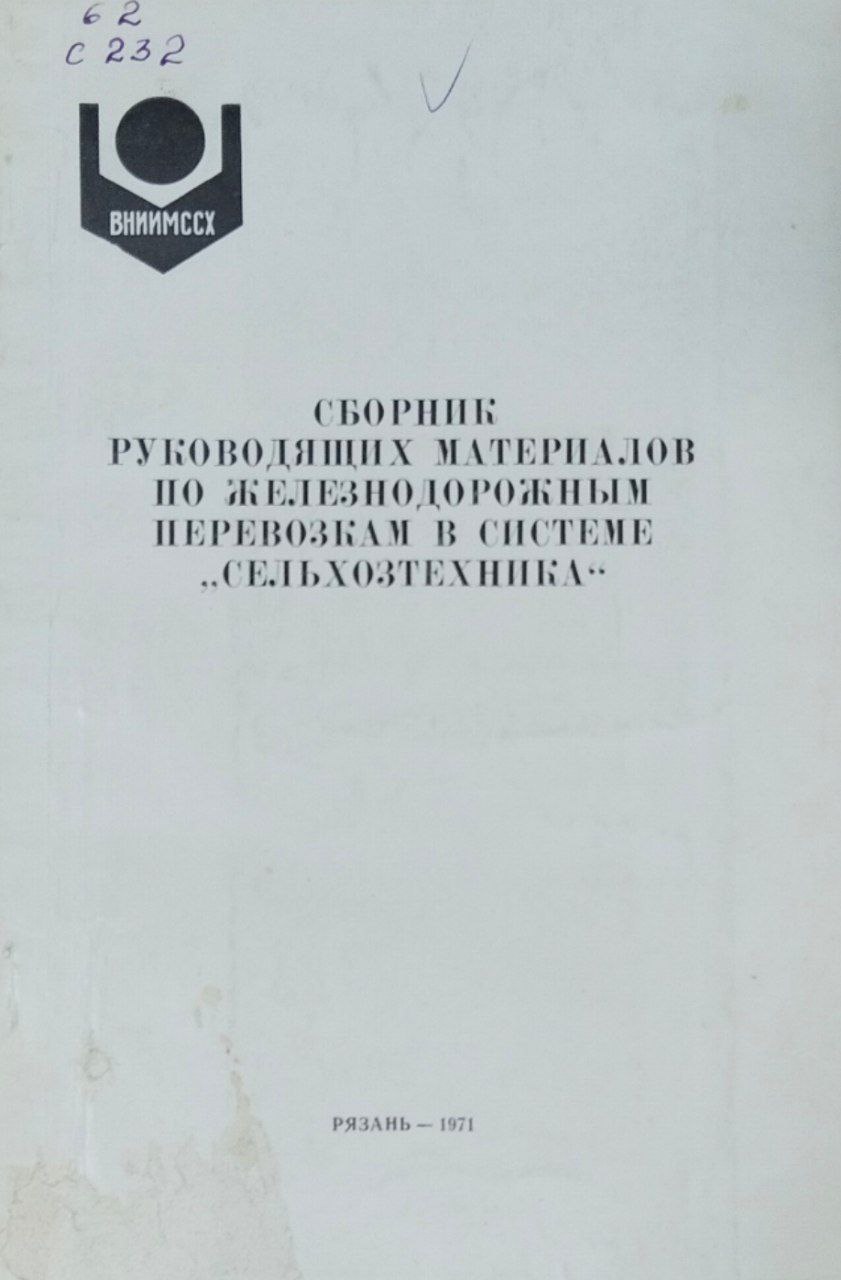 62
С 232
ВНИИМССХ
СБОРНИК
РУКОВОДЯЩИХ МАТЕРИАЛОВ
ПО ЖЕЛЕЗНОДОРОЖНЫМ
ПЕРЕВОЗКАМ В СИСТЕМЕ
„СЕЛЬХОЗТЕХНИКА“
РЯЗАНЬ — 1971